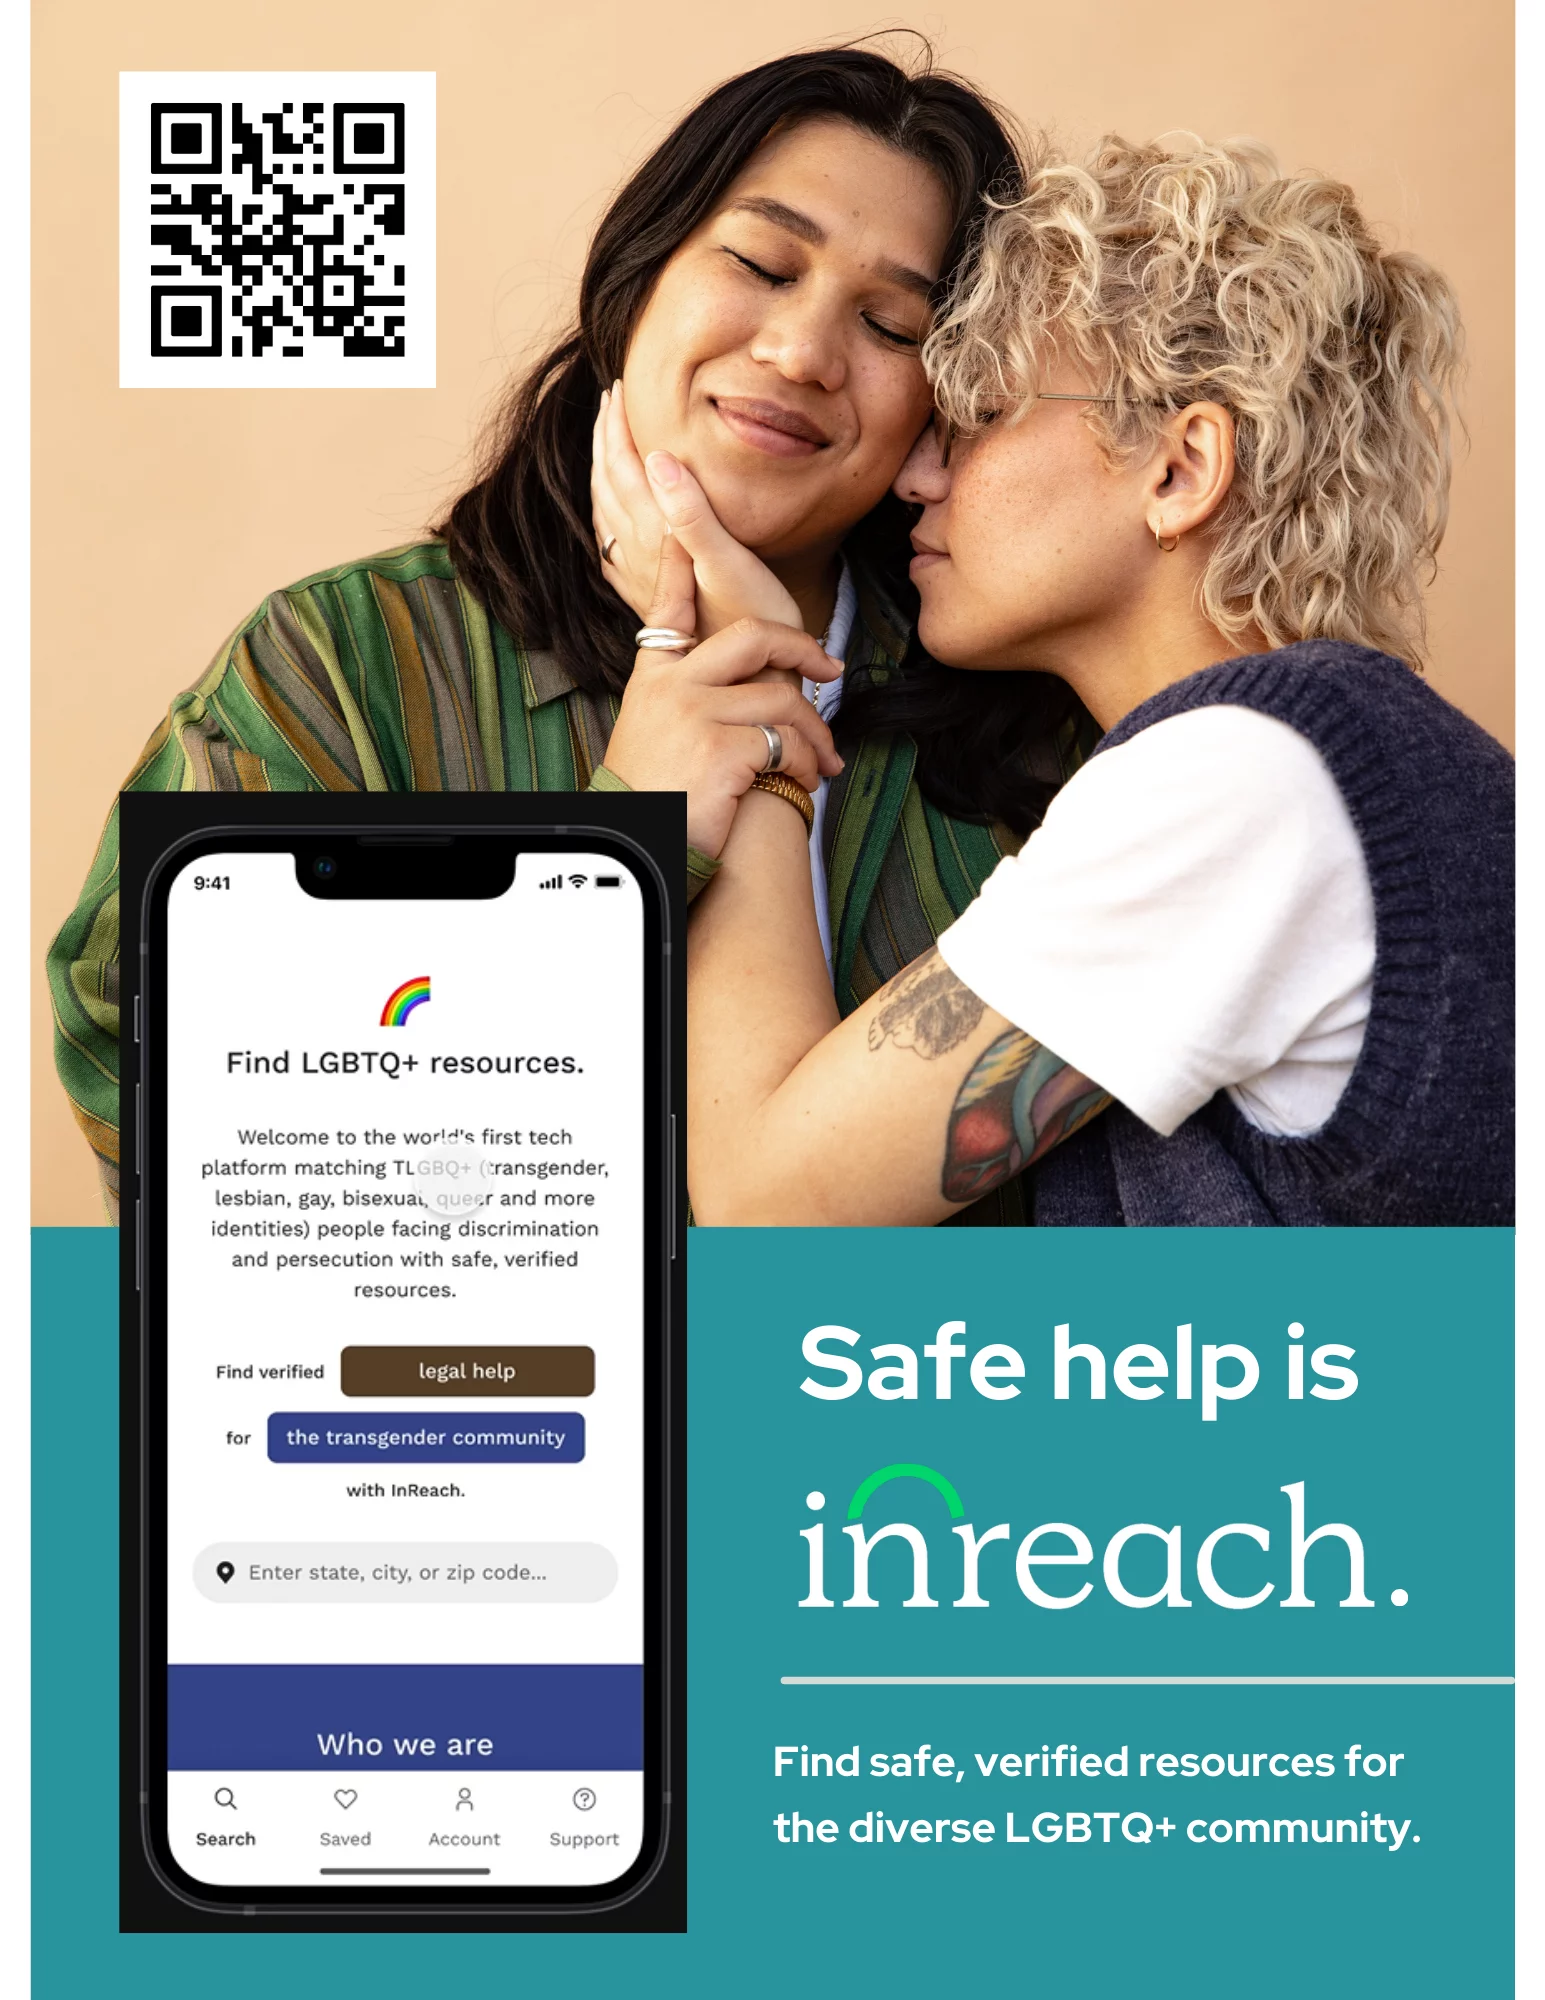 9:41
Find LGBTQ+ resources.
Welcome to the world's first tech
platform matching TLGBQ+ (transgender,
lesbian, gay, bisexual, queer and more
identities) people facing discrimination
and persecution with safe, verified
resources.
Find verified legal help
for the transgender community
with InReach.
Enter state, city, or zip code...
Who we are
Search Saved Account Support
Safe help is
inreach.
Find safe, verified resources for
the diverse LGBTQ+ community.